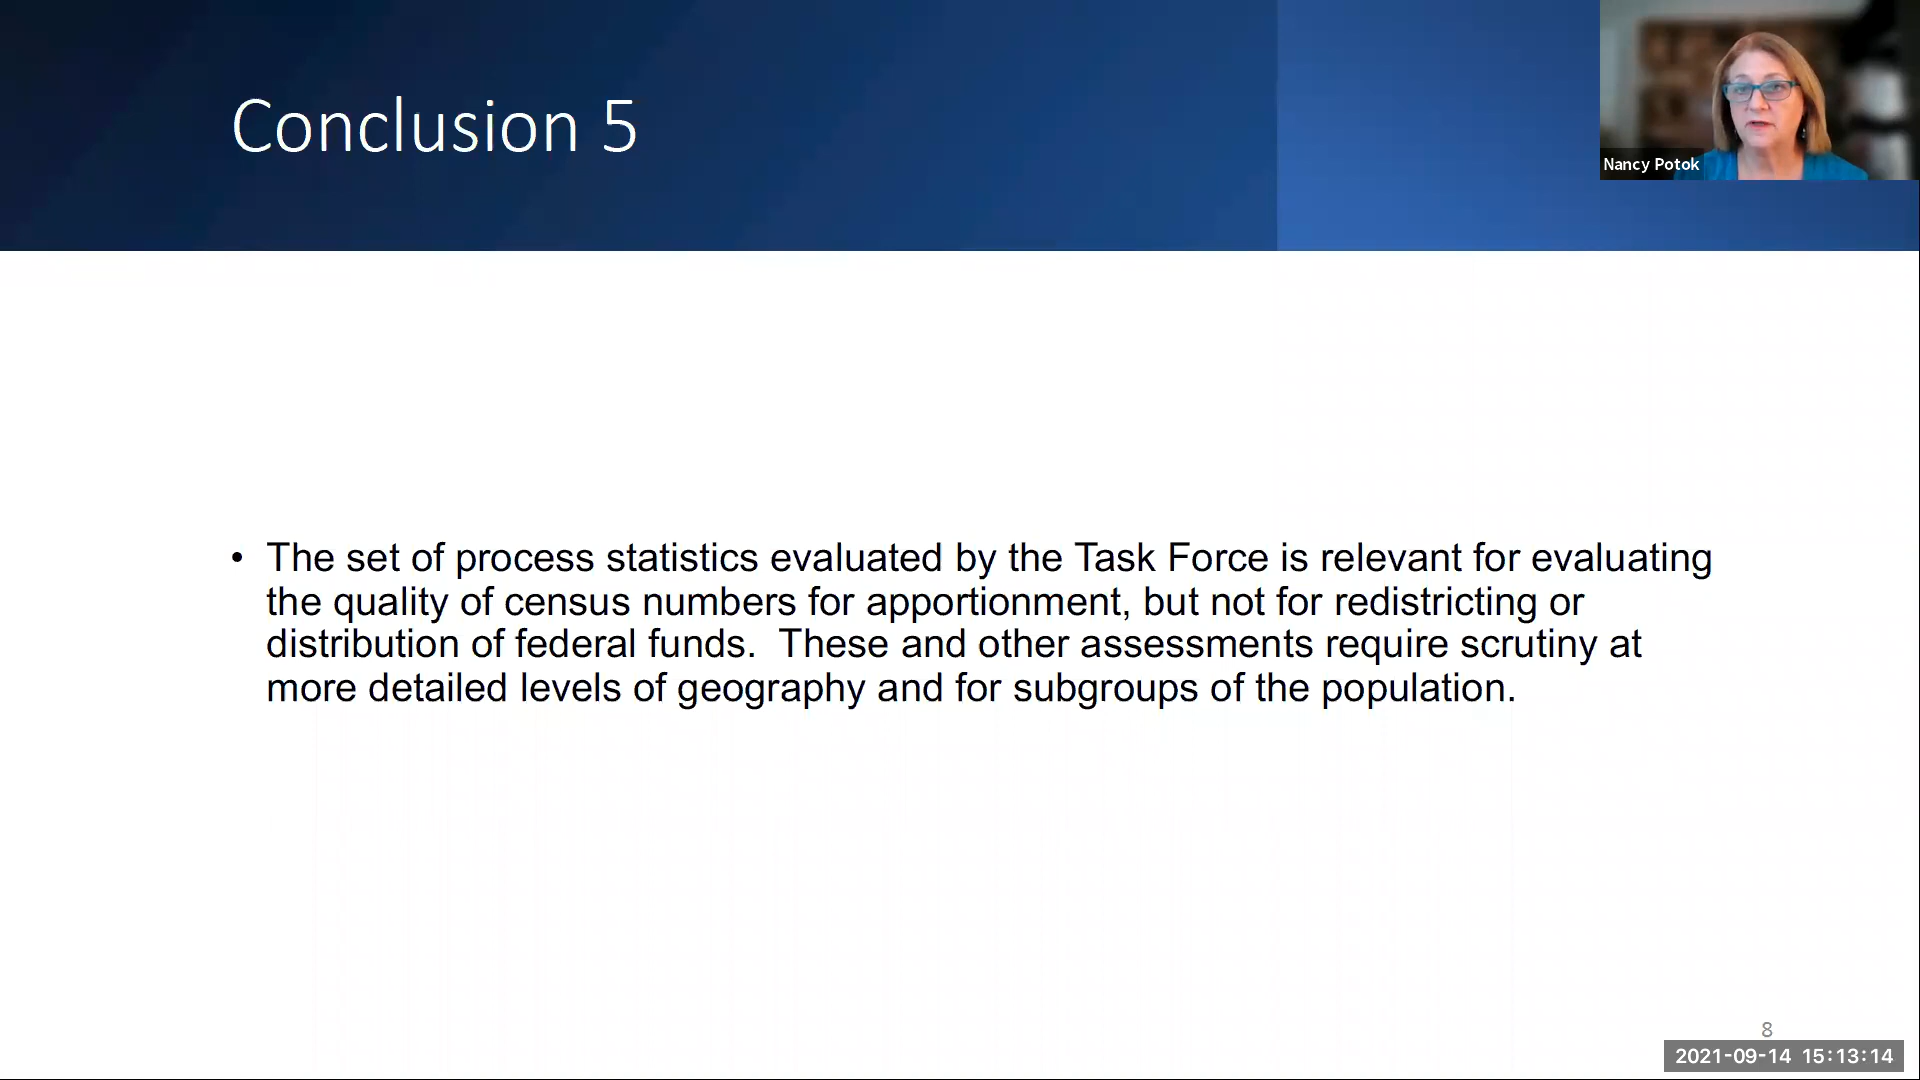 Conclusion 5
Nancy Potok
• The set of process statistics evaluated by the Task Force is relevant for evaluating
the quality of census numbers for apportionment, but not for redistricting or
distribution of federal funds.  These and other assessments require scrutiny at
more detailed levels of geography and for subgroups of the population.
8
2021-09-14 15:13:14